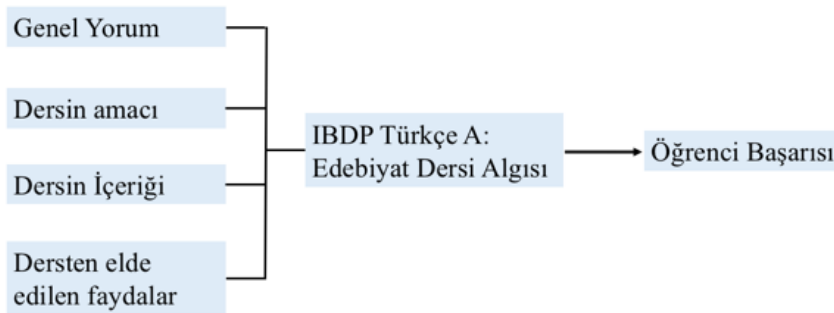 Genel Yorum
Dersin amacı
Dersin İçeriği
Dersten elde
edilen faydalar
IBDP Türkçe A:
Edebiyat Dersi Algısı
Öğrenci Başarısı